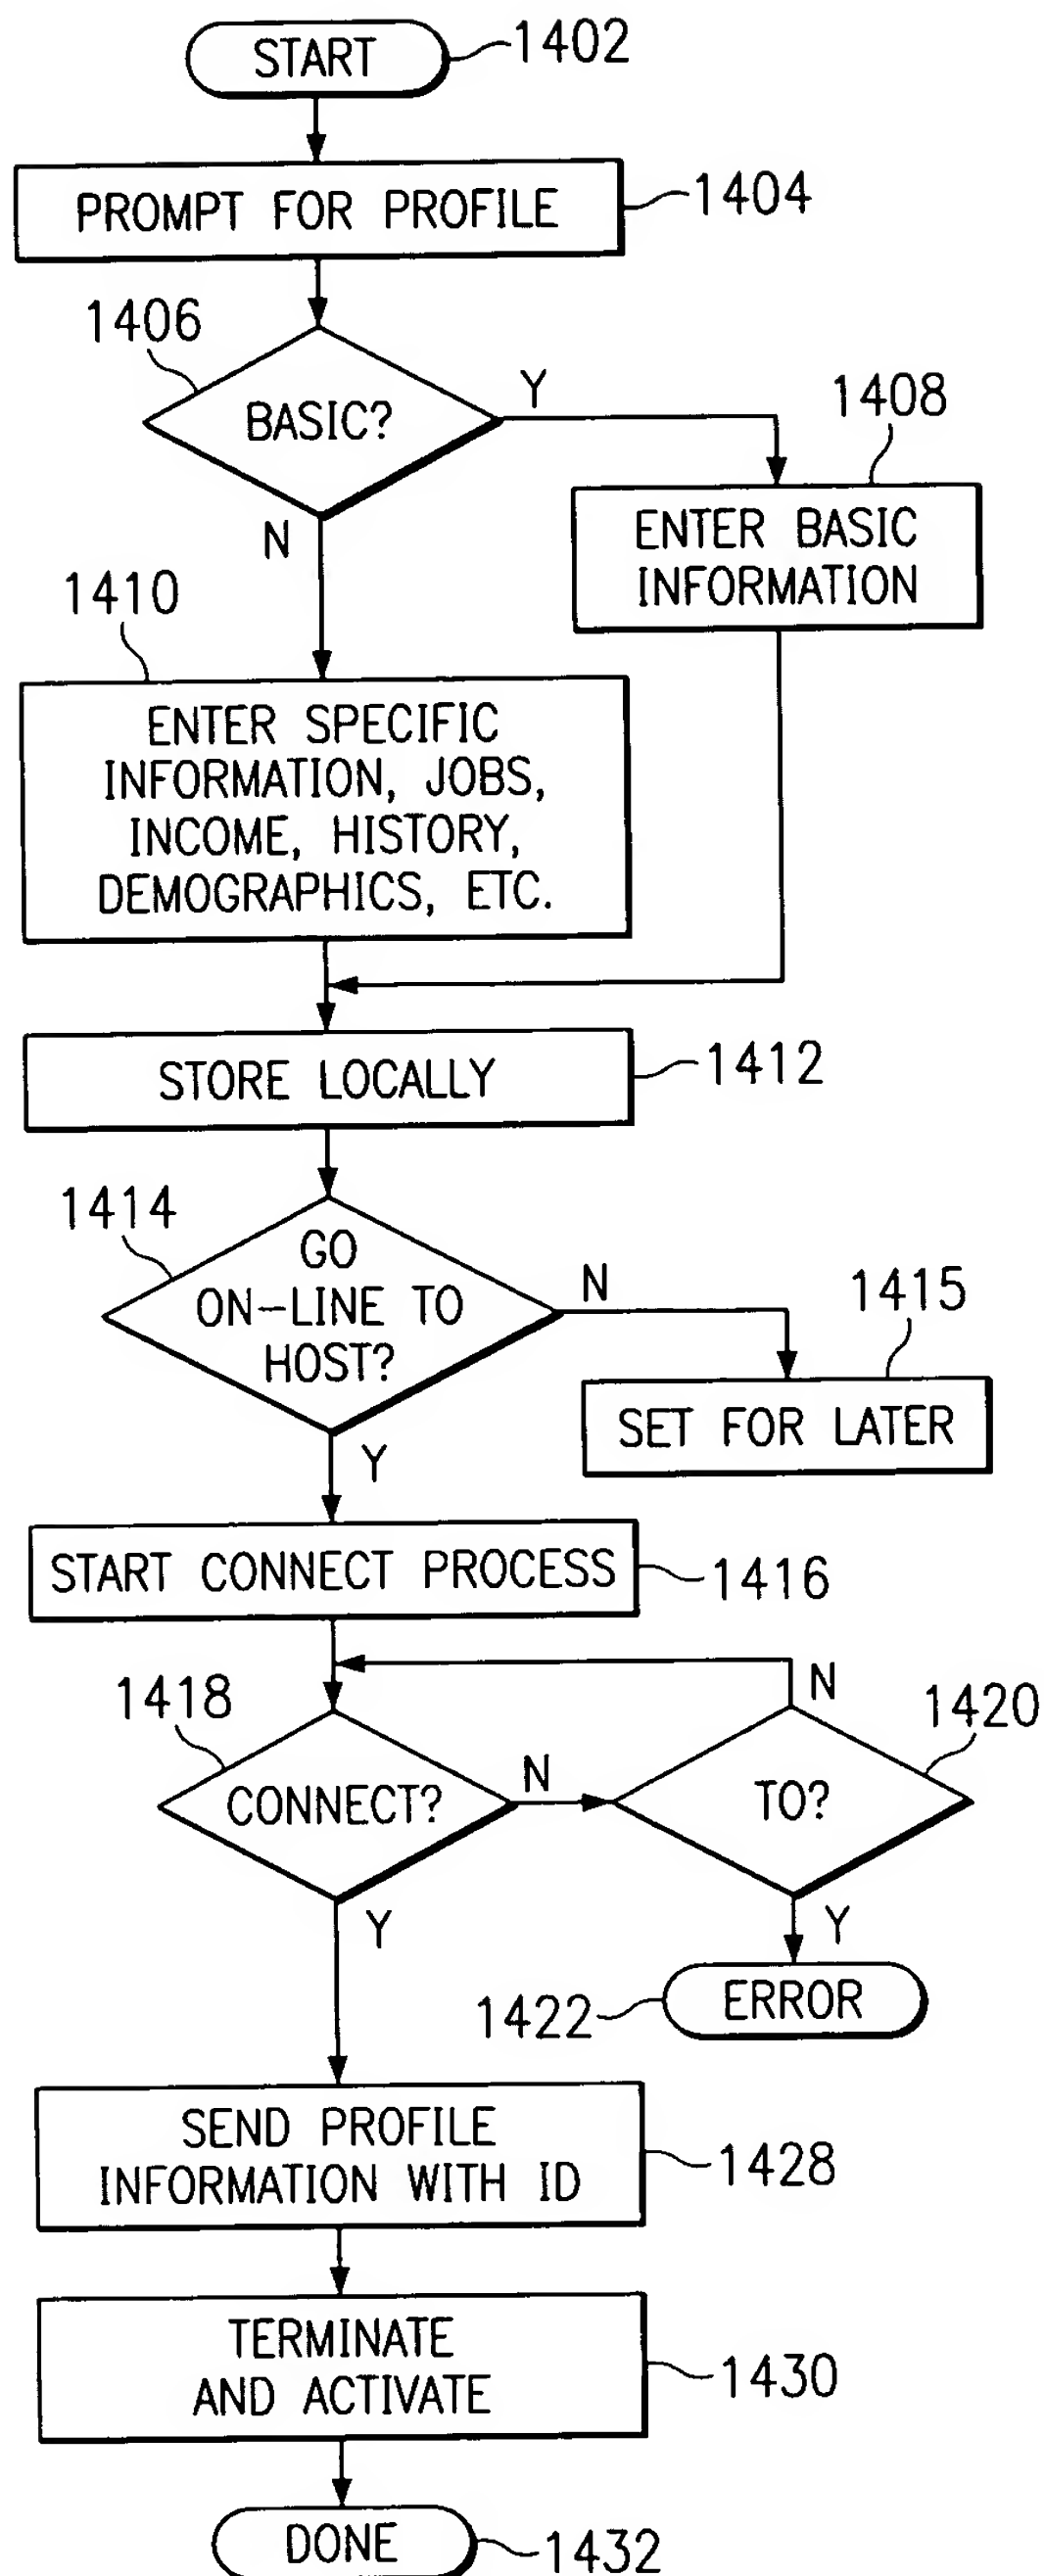 START
1402
PROMPT FOR PROFILE
1404
1406
BASIC?
Y
N
1408
ENTER BASIC
INFORMATION
1410
ENTER SPECIFIC
INFORMATION, JOBS,
INCOME, HISTORY,
DEMOGRAPHICS, ETC.
STORE LOCALLY
1412
1414
GO
ON-LINE TO
HOST?
N
Y
1415
SET FOR LATER
START CONNECT PROCESS
1416
1418
CONNECT?
N
Y
1420
TO?
N
Y
1422
ERROR
SEND PROFILE
INFORMATION WITH ID
1428
TERMINATE
AND ACTIVATE
1430
DONE
1432